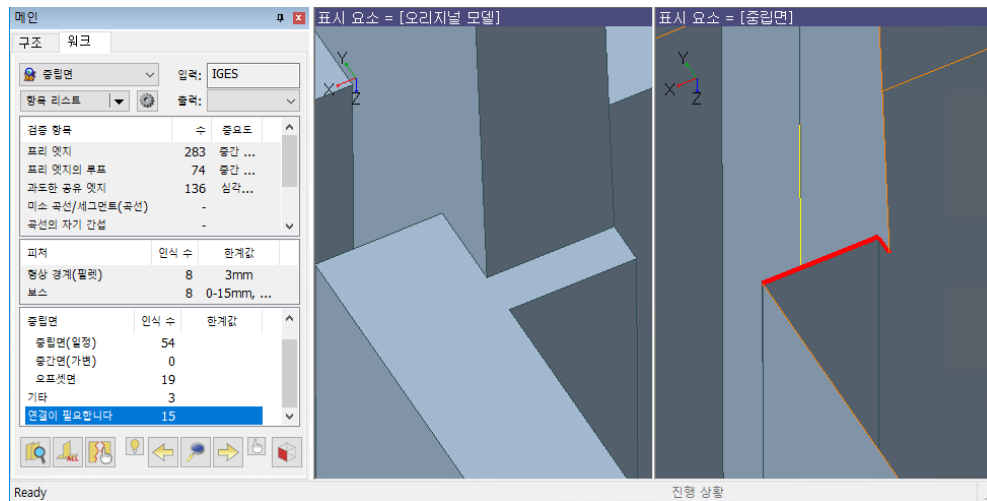 메인
표시 요소 = [오리지널 모델]
표시 요소 = [중립면]
구조 워크
중립면 입력: IGES
항목 리스트 출력:
검증 항목 수 중요도
프리 엣지 283 중간 ...
프리 엣지의 루프 74 중간 ...
과도한 공유 엣지 136 심각...
미소 곡선/세그먼트(곡선) -
곡선의 자기 간섭 -
피처 인식 수 한계값
형상 경계(필렛) 8 3mm
보스 8 0-15mm, ...
중립면 인식 수 한계값
중립면(일정) 54
중간면(가변) 0
오프셋면 19
기타 3
연결이 필요합니다 15
ALL
Y
X
Z
Y
X
Z
Ready 진행 상황